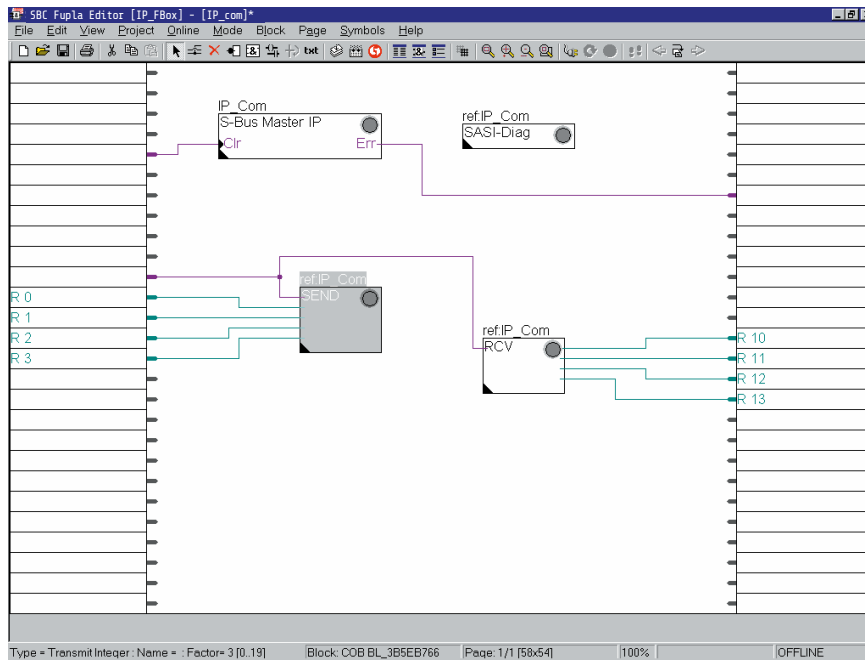 SBC Fupla Editor [IP_FBox] - [IP_com]*
File Edit View Project Online Mode Block Page Symbols Help
txt
IP_Com
S-Bus Master IP
Clr Err
ref:IP_Com
SASI-Diag
ref:IP_Com
SEND
R 0
R 1
R 2
R 3
ref:IP_Com
RCV
R 10
R 11
R 12
R 13
Type = Transmit Integer : Name = : Factor= 3 [0..19] Block: COB BL_3B5EB766 Page: 1/1 [58x54] 100% OFFLINE